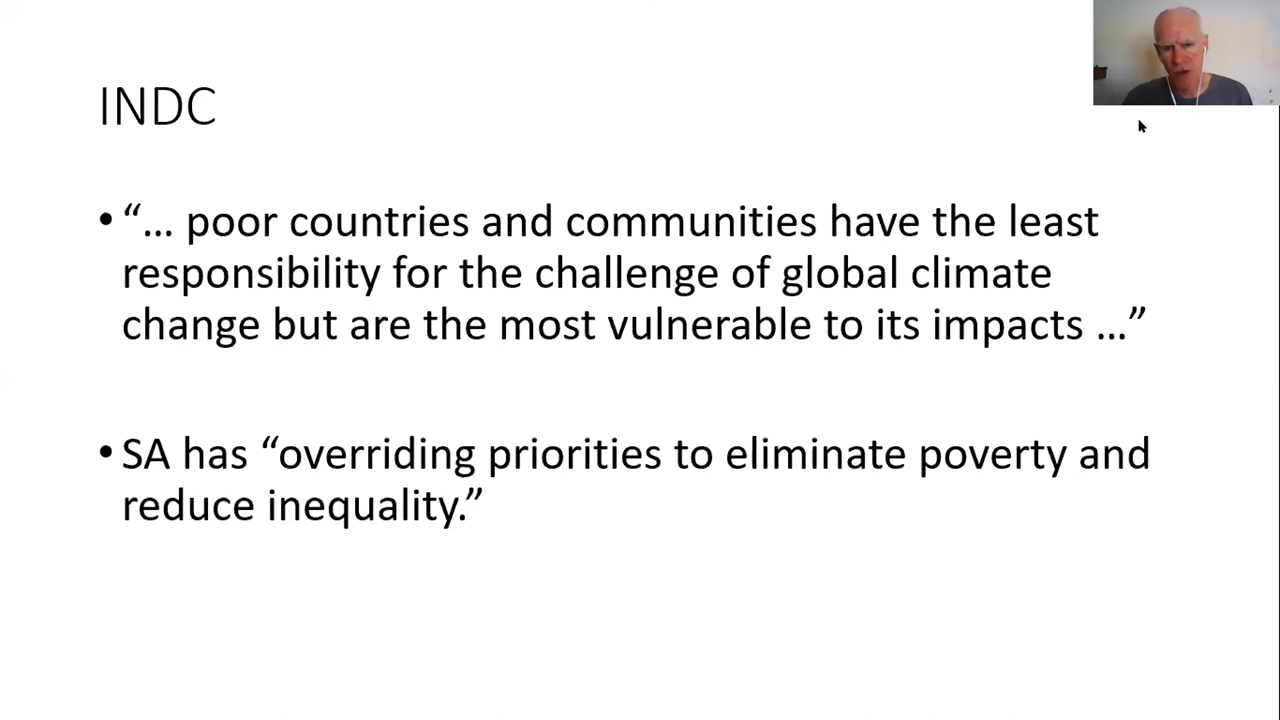 INDC
• “… poor countries and communities have the least
responsibility for the challenge of global climate
change but are the most vulnerable to its impacts …”
• SA has “overriding priorities to eliminate poverty and
reduce inequality.”